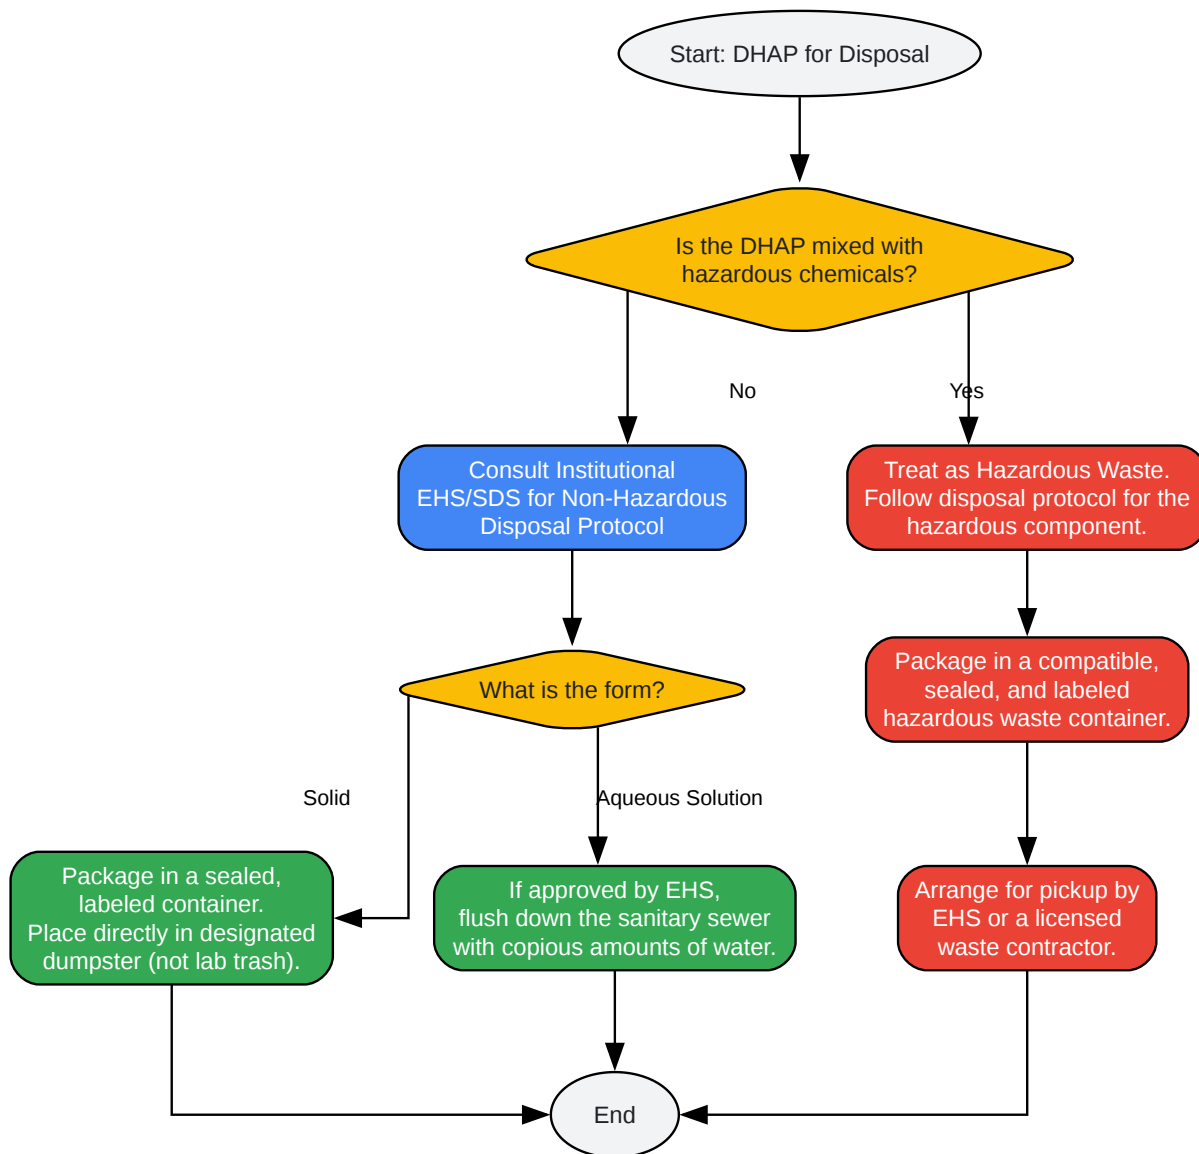 Start: DHAP for Disposal
Is the DHAP mixed with
hazardous chemicals?
No
Yes
Consult Institutional
EHS/SDS for Non-Hazardous
Disposal Protocol
Treat as Hazardous Waste.
Follow disposal protocol for the
hazardous component.
What is the form?
Package in a compatible,
sealed, and labeled
hazardous waste container.
Solid
Aqueous Solution
Package in a sealed,
labeled container.
Place directly in designated
dumpster (not lab trash).
If approved by EHS,
flush down the sanitary sewer
with copious amounts of water.
Arrange for pickup by
EHS or a licensed
waste contractor.
End